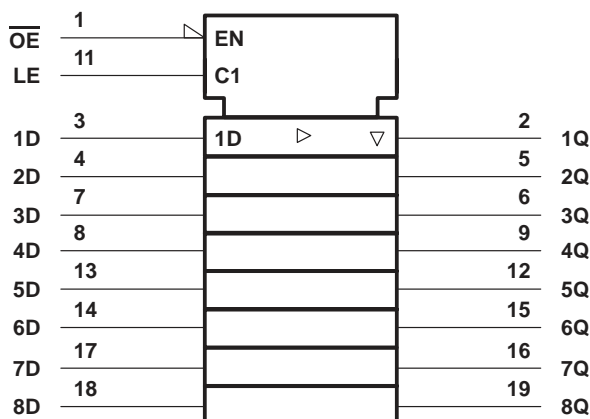 1
O̅E̅ EN
11
LE C1
3 2
1D 1D 1Q
4 5
2D 2Q
7 6
3D 3Q
8 9
4D 4Q
13 12
5D 5Q
14 15
6D 6Q
17 16
7D 7Q
18 19
8D 8Q